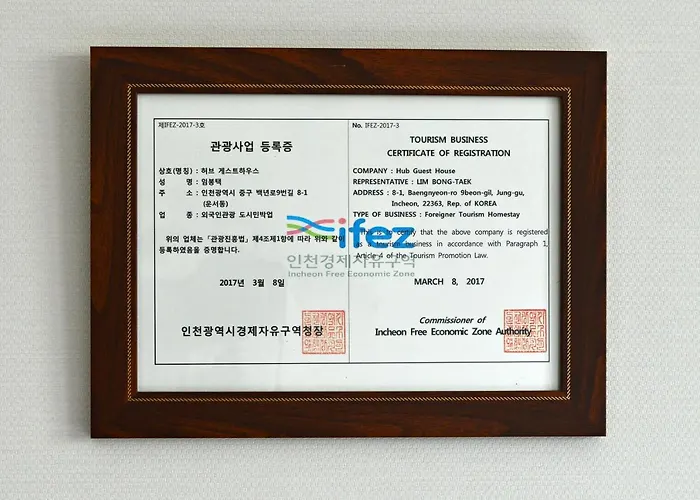 제IFEZ-2017-3호
관광사업 등록증
상호(명칭) : 허브 게스트하우스
성 명 : 임봉택
주 소 : 인천광역시 중구 백년로9번길 8-1
(운서동)
업 종 : 외국인관광 도시민박업
위의 업체는 「관광진흥법」 제4조제1항에 따라 위와 같이
등록하였음을 증명합니다.
2017년 3월 8일
인천광역시경제자유구역청장
No. IFEZ-2017-3
TOURISM BUSINESS
CERTIFICATE OF REGISTRATION
COMPANY : Hub Guest House
REPRESENTATIVE : LIM BONG-TAEK
ADDRESS : 8-1, Baengnyeon-ro 9beon-gil, Jung-gu,
Incheon, 22363, Rep. of KOREA
TYPE OF BUSINESS : Foreigner Tourism Homestay
is to certify that the above company is registered
as a tourism business in accordance with Paragraph 1,
Article 4 of the Tourism Promotion Law.
MARCH 8, 2017
Commissioner of
Incheon Free Economic Zone Authority
ifez
인천경제자유구역
Incheon Free Economic Zone